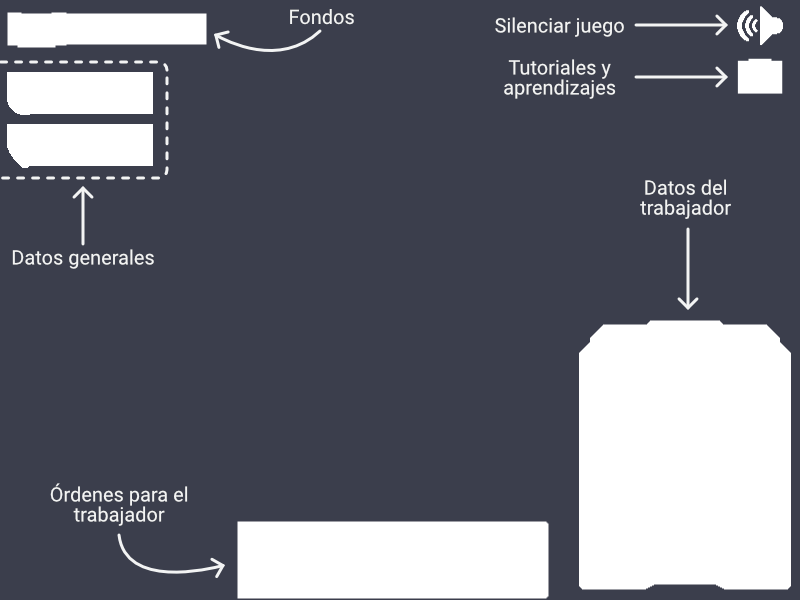 Fondos
Silenciar juego
Tutoriales y
aprendizajes
Datos del
trabajador
Datos generales
Órdenes para el
trabajador